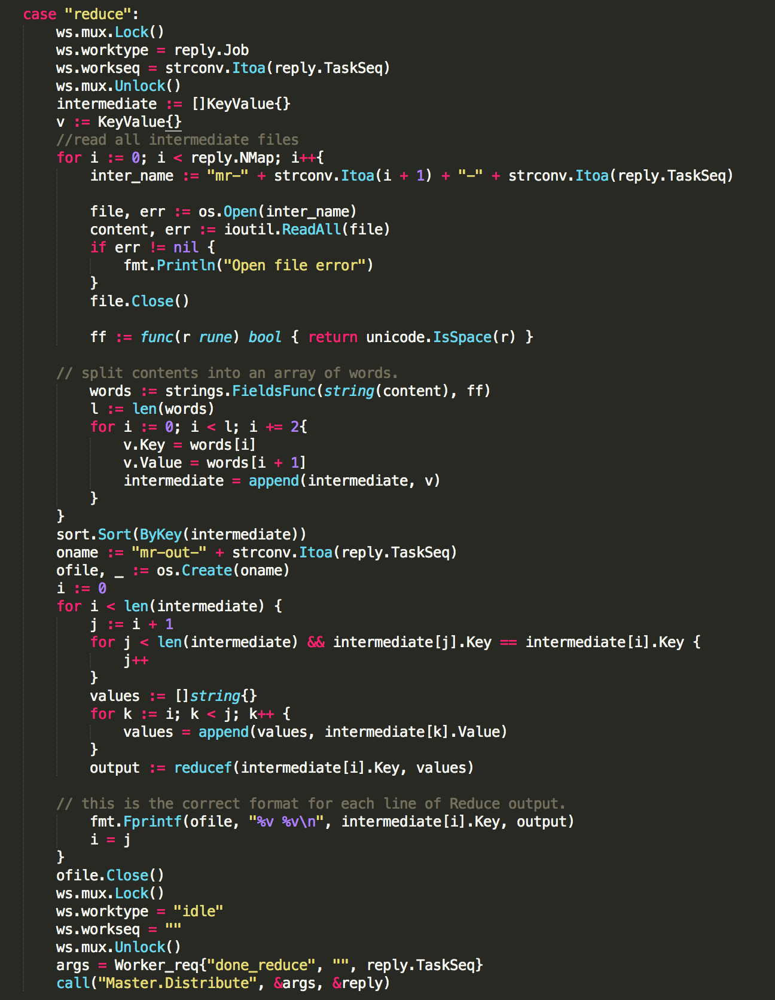 case "reduce":
    ws.mux.Lock()
    ws.worktype = reply.Job
    ws.workseq = strconv.Itoa(reply.TaskSeq)
    ws.mux.Unlock()
    intermediate := []KeyValue{}
    v := KeyValue{}
    //read all intermediate files
    for i := 0; i < reply.NMap; i++{
        inter_name := "mr-" + strconv.Itoa(i + 1) + "-" + strconv.Itoa(reply.TaskSeq)

        file, err := os.Open(inter_name)
        content, err := ioutil.ReadAll(file)
        if err != nil {
            fmt.Println("Open file error")
        }
        file.Close()

        ff := func(r rune) bool { return unicode.IsSpace(r) }

    // split contents into an array of words.
        words := strings.FieldsFunc(string(content), ff)
        l := len(words)
        for i := 0; i < l; i += 2{
            v.Key = words[i]
            v.Value = words[i + 1]
            intermediate = append(intermediate, v)
        }
    }
    sort.Sort(ByKey(intermediate))
    oname := "mr-out-" + strconv.Itoa(reply.TaskSeq)
    ofile, _ := os.Create(oname)
    i := 0
    for i < len(intermediate) {
        j := i + 1
        for j < len(intermediate) && intermediate[j].Key == intermediate[i].Key {
            j++
        }
        values := []string{}
        for k := i; k < j; k++ {
            values = append(values, intermediate[k].Value)
        }
        output := reducef(intermediate[i].Key, values)

    // this is the correct format for each line of Reduce output.
        fmt.Fprintf(ofile, "%v %v\n", intermediate[i].Key, output)
        i = j
    }
    ofile.Close()
    ws.mux.Lock()
    ws.worktype = "idle"
    ws.workseq = ""
    ws.mux.Unlock()
    args = Worker_req{"done_reduce", "", reply.TaskSeq}
    call("Master.Distribute", &args, &reply)